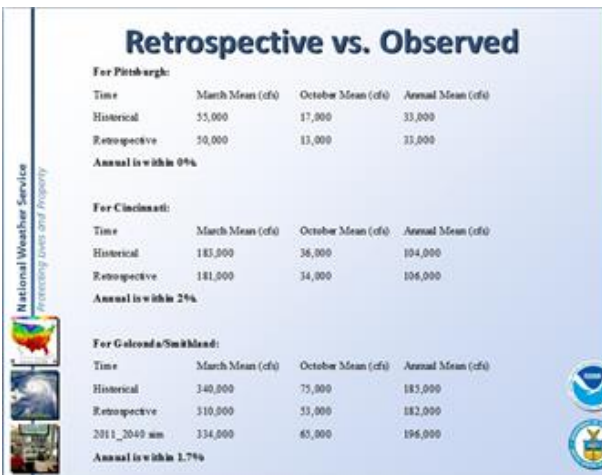 Retrospective vs. Observed
For Pittsburgh:
Time March Mean (cfs) October Mean (cfs) Annual Mean (cfs)
Historical 55,000 17,000 33,000
Retrospective 50,000 13,000 33,000
Annual is within 0%
For Cincinnati:
Time March Mean (cfs) October Mean (cfs) Annual Mean (cfs)
Historical 183,000 36,000 104,000
Retrospective 181,000 34,000 106,000
Annual is within 2%
For Golconda/Smithland:
Time March Mean (cfs) October Mean (cfs) Annual Mean (cfs)
Historical 340,000 75,000 185,000
Retrospective 310,000 53,000 182,000
2011_2040 sim 334,000 65,000 196,000
Annual is within 1.7%
National Weather Service
Protecting Lives and Property